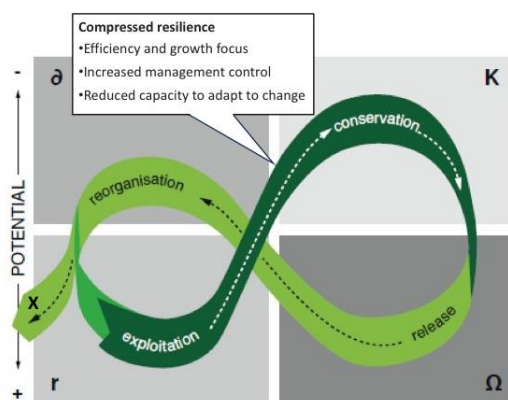 Compressed resilience
•Efficiency and growth focus
•Increased management control
•Reduced capacity to adapt to change
-
∂
K
conservation
reorganisation
POTENTIAL
X
exploitation
release
+
r
Ω